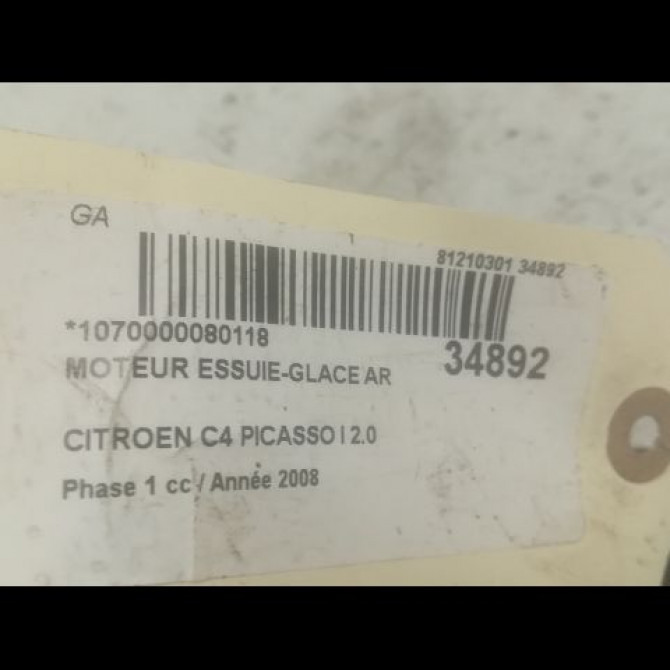 GA
81210301 34892
*1070000080118
34892
MOTEUR ESSUIE-GLACE AR
CITROEN C4 PICASSO I 2.0
Phase 1 cc / Année 2008